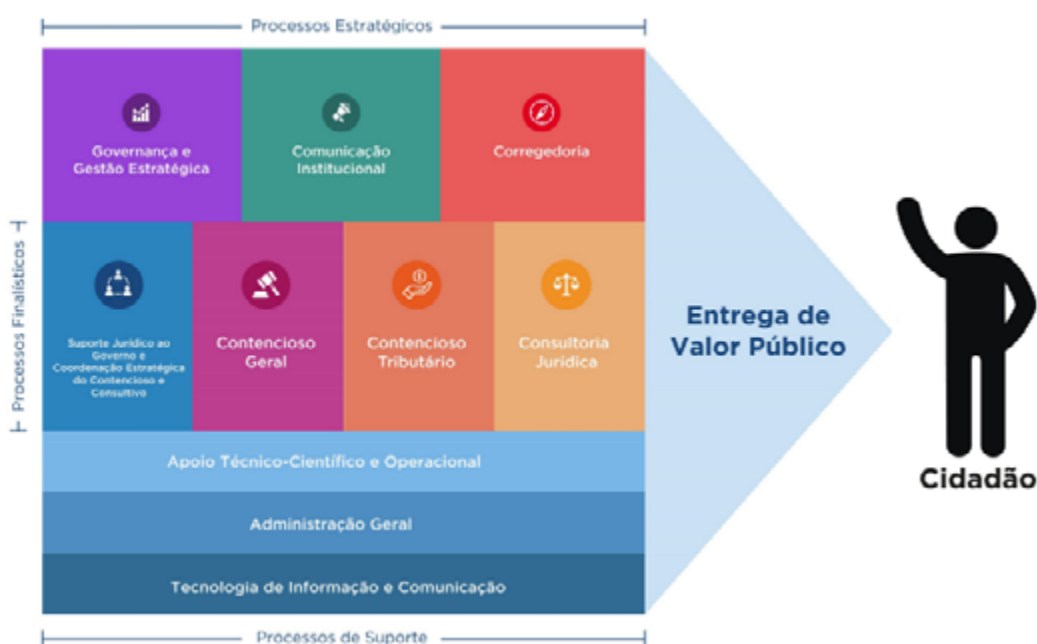 Processos Estratégicos
Governança e
Gestão Estratégica
Comunicação
Institucional
Corregedoria
Processos Finalísticos
Suporte Jurídico ao
Governo e
Coordenação Estratégica
do Contencioso e
Consultivo
Contencioso
Geral
Contencioso
Tributário
Consultoria
Jurídica
Entrega de
Valor Público
Cidadão
Apoio Técnico-Científico e Operacional
Administração Geral
Tecnologia de Informação e Comunicação
Processos de Suporte